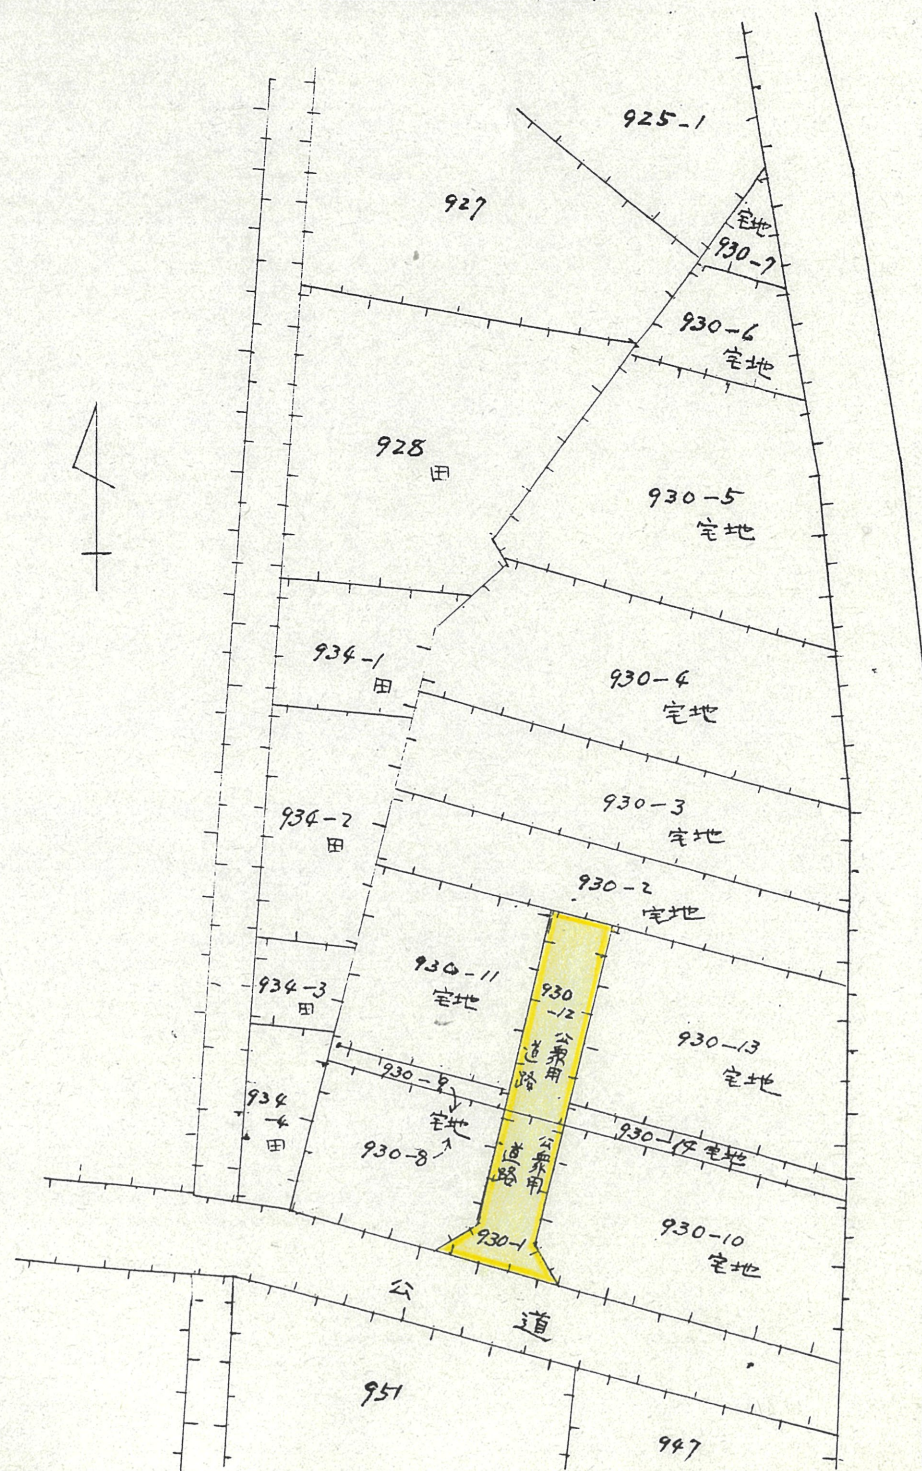 925-1
927
宅地
930-7
930-6
宅地
928
田
930-5
宅地
934-1
田
930-4
宅地
934-2
田
930-3
宅地
930-2
宅地
934-3
田
930-11
宅地
930
-12
公衆用
道路
930-13
宅地
934
-4
田
930-9
宅地
930-8
930-14 宅地
公衆用
道路
930-1
930-10
宅地
公道
951
947